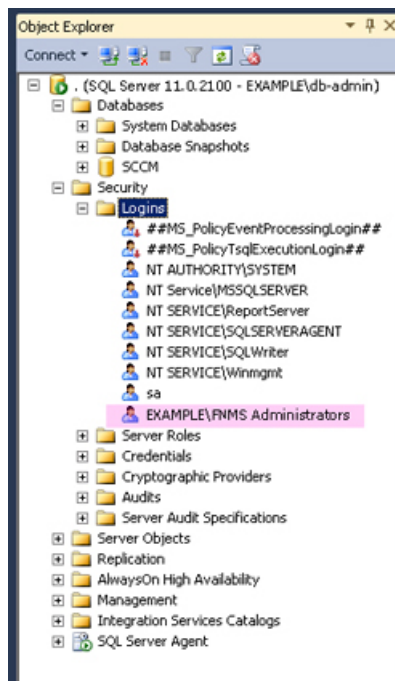 Object Explorer
Connect
. (SQL Server 11.0.2100 - EXAMPLE\db-admin)
Databases
System Databases
Database Snapshots
SCCM
Security
Logins
##MS_PolicyEventProcessingLogin##
##MS_PolicyTsqlExecutionLogin##
NT AUTHORITY\SYSTEM
NT Service\MSSQLSERVER
NT SERVICE\ReportServer
NT SERVICE\SQLSERVERAGENT
NT SERVICE\SQLWriter
NT SERVICE\Winmgmt
sa
EXAMPLE\FNMS Administrators
Server Roles
Credentials
Cryptographic Providers
Audits
Server Audit Specifications
Server Objects
Replication
AlwaysOn High Availability
Management
Integration Services Catalogs
SQL Server Agent